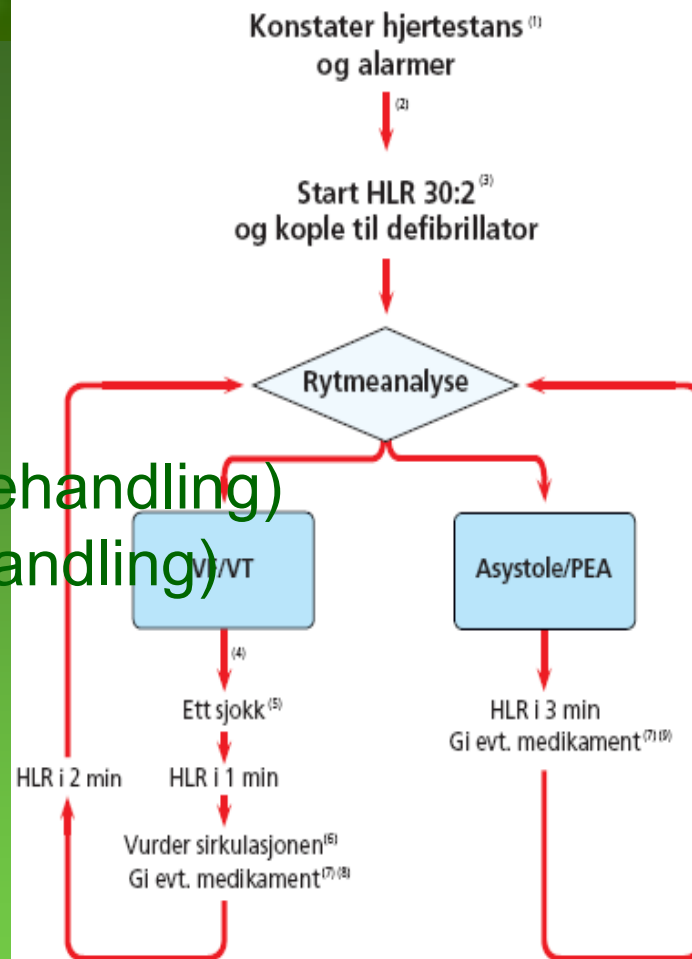 Konstater hjertestans (1)
og alarmer
(2)
Start HLR 30:2 (3)
og kople til defibrillator
Rytmeanalyse
ehandling)
andling)
VF/VT
Asystole/PEA
(4)
Ett sjokk (5)
HLR i 3 min
Gi evt. medikament (7) (9)
HLR i 2 min
HLR i 1 min
Vurder sirkulasjonen (6)
Gi evt. medikament (7) (8)